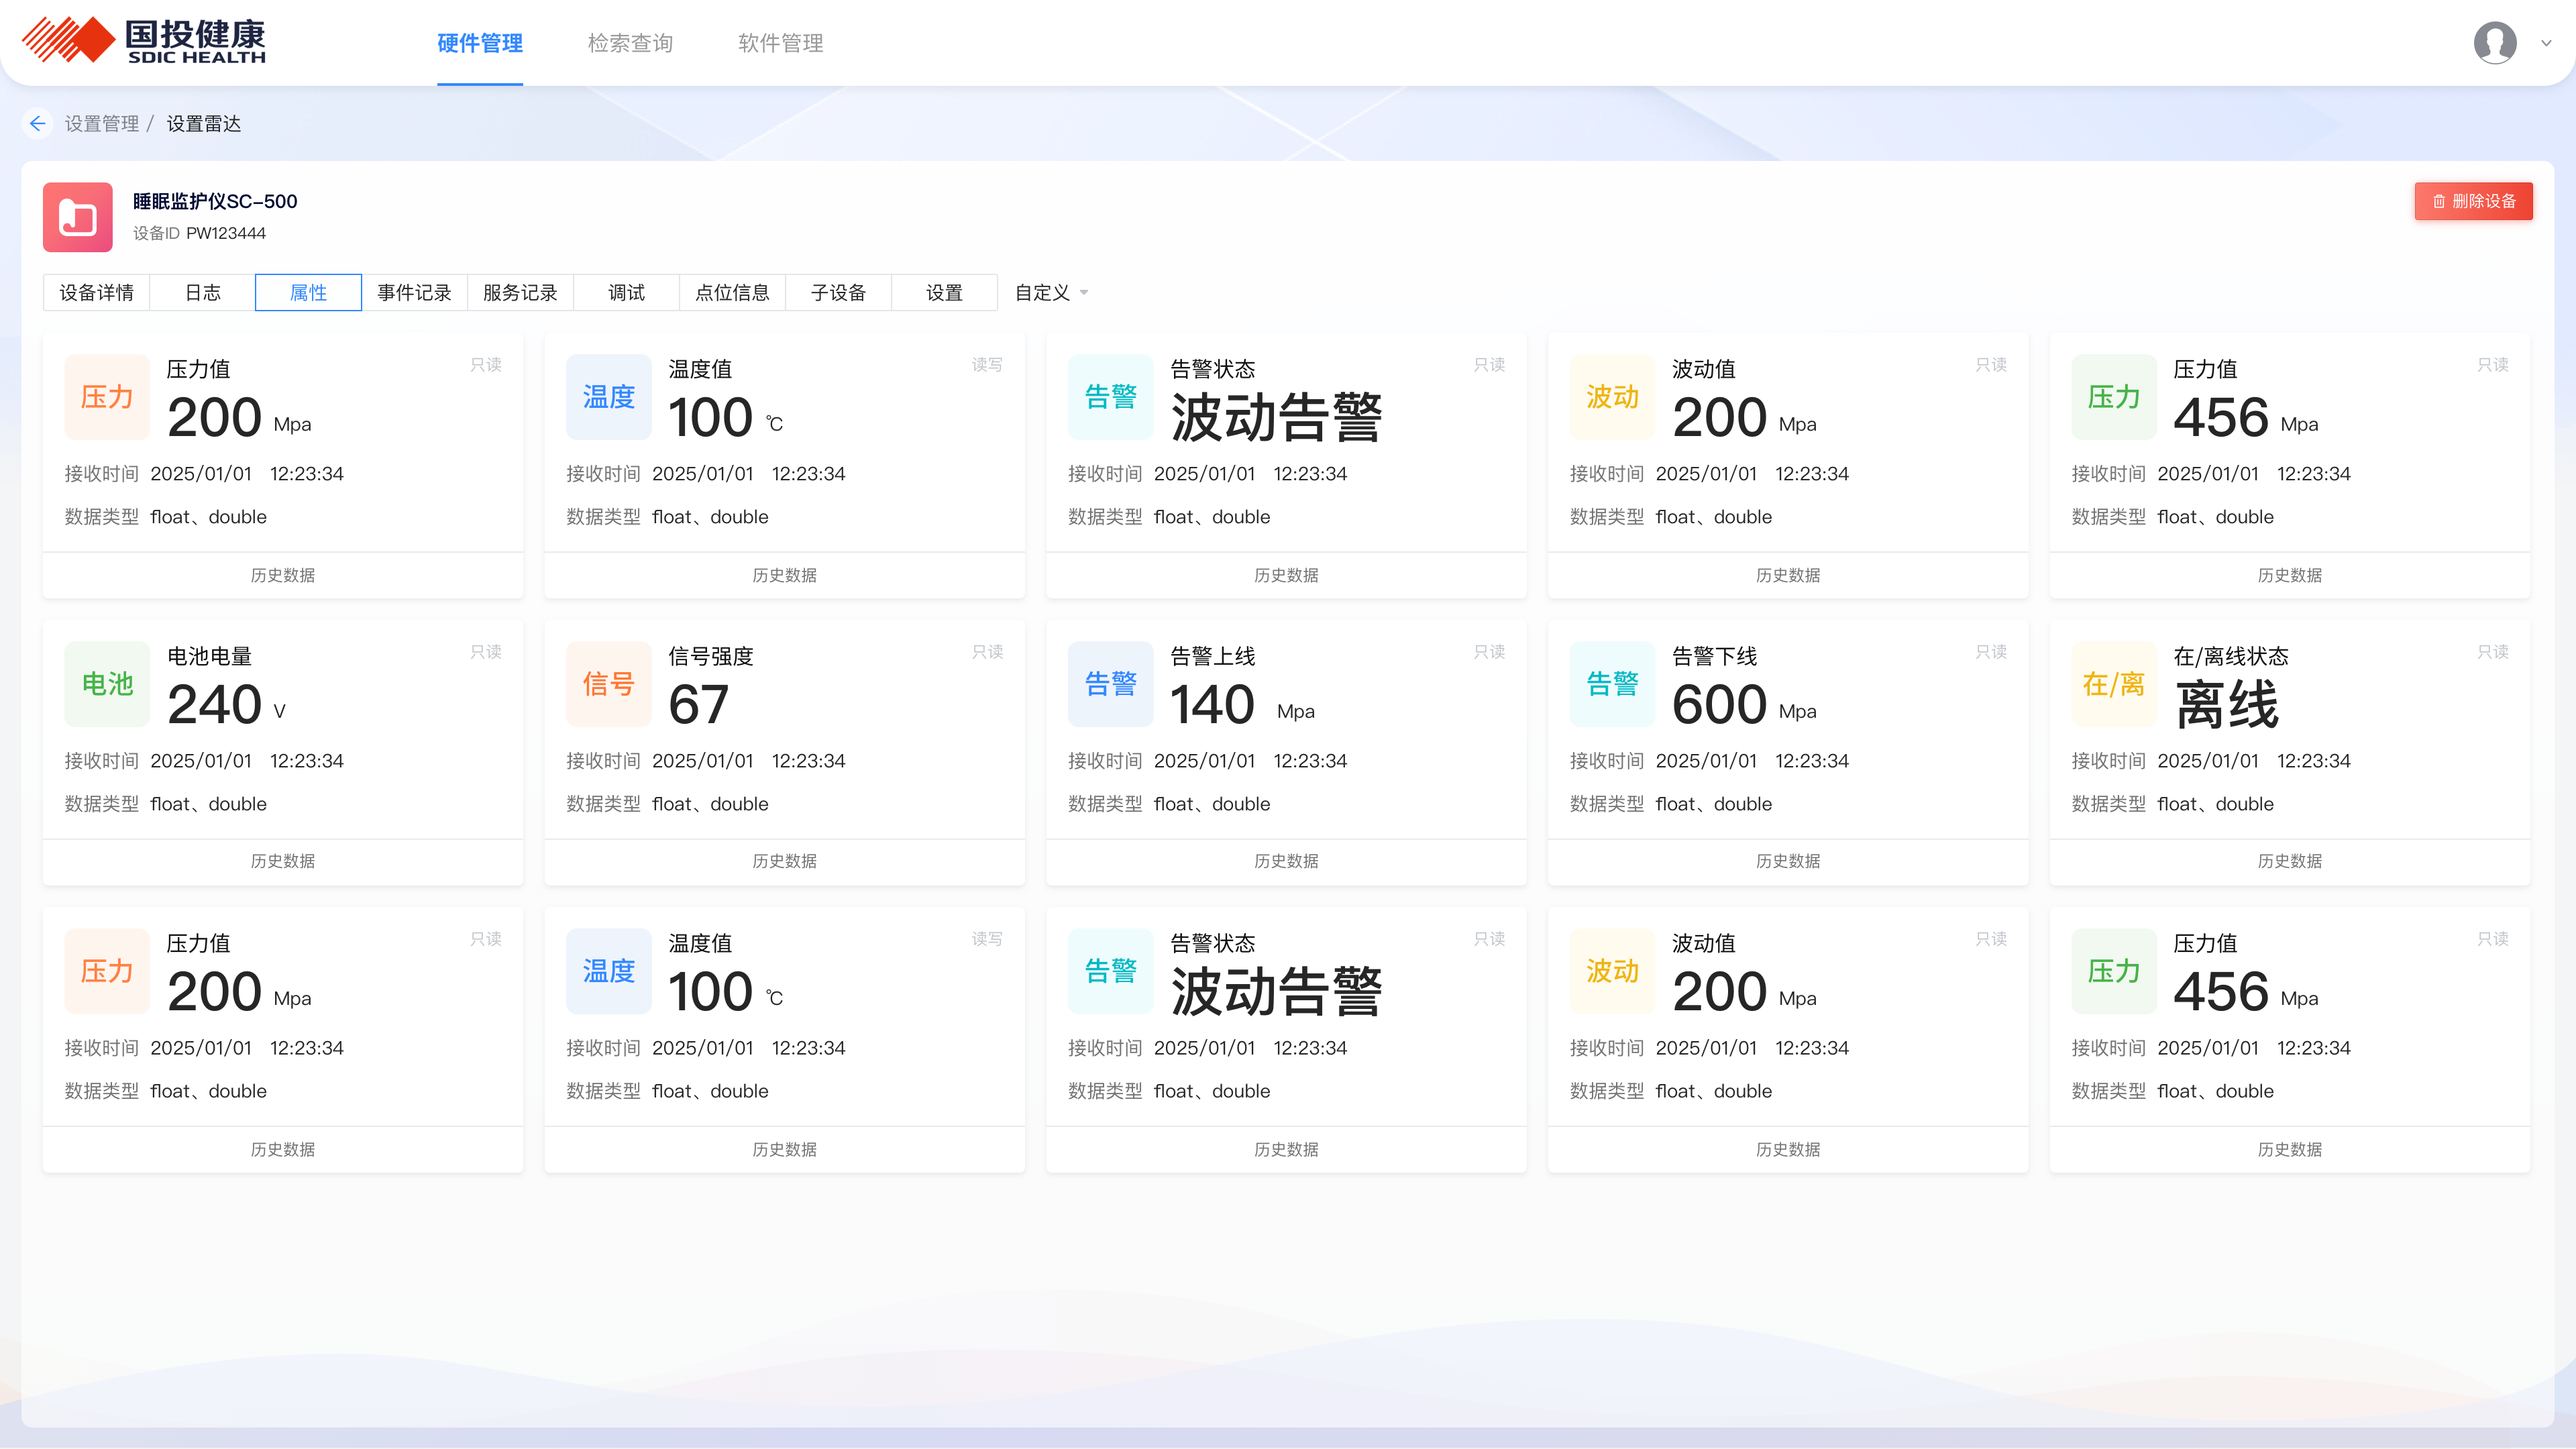 国投健康
SDIC HEALTH
硬件管理 检索查询 软件管理
设置管理 / 设置雷达
睡眠监护仪SC-500
设备ID PW123444
删除设备
设备详情 日志 属性 事件记录 服务记录 调试 点位信息 子设备 设置 自定义
压力 压力值 只读
200 Mpa
接收时间 2025/01/01 12:23:34
数据类型 float、double
历史数据
温度 温度值 读写
100 ℃
接收时间 2025/01/01 12:23:34
数据类型 float、double
历史数据
告警 告警状态 只读
波动告警
接收时间 2025/01/01 12:23:34
数据类型 float、double
历史数据
波动 波动值 只读
200 Mpa
接收时间 2025/01/01 12:23:34
数据类型 float、double
历史数据
压力 压力值 只读
456 Mpa
接收时间 2025/01/01 12:23:34
数据类型 float、double
历史数据
电池 电池电量 只读
240 V
接收时间 2025/01/01 12:23:34
数据类型 float、double
历史数据
信号 信号强度 只读
67
接收时间 2025/01/01 12:23:34
数据类型 float、double
历史数据
告警 告警上线 只读
140 Mpa
接收时间 2025/01/01 12:23:34
数据类型 float、double
历史数据
告警 告警下线 只读
600 Mpa
接收时间 2025/01/01 12:23:34
数据类型 float、double
历史数据
在/离 在/离线状态 只读
离线
接收时间 2025/01/01 12:23:34
数据类型 float、double
历史数据
压力 压力值 只读
200 Mpa
接收时间 2025/01/01 12:23:34
数据类型 float、double
历史数据
温度 温度值 读写
100 ℃
接收时间 2025/01/01 12:23:34
数据类型 float、double
历史数据
告警 告警状态 只读
波动告警
接收时间 2025/01/01 12:23:34
数据类型 float、double
历史数据
波动 波动值 只读
200 Mpa
接收时间 2025/01/01 12:23:34
数据类型 float、double
历史数据
压力 压力值 只读
456 Mpa
接收时间 2025/01/01 12:23:34
数据类型 float、double
历史数据